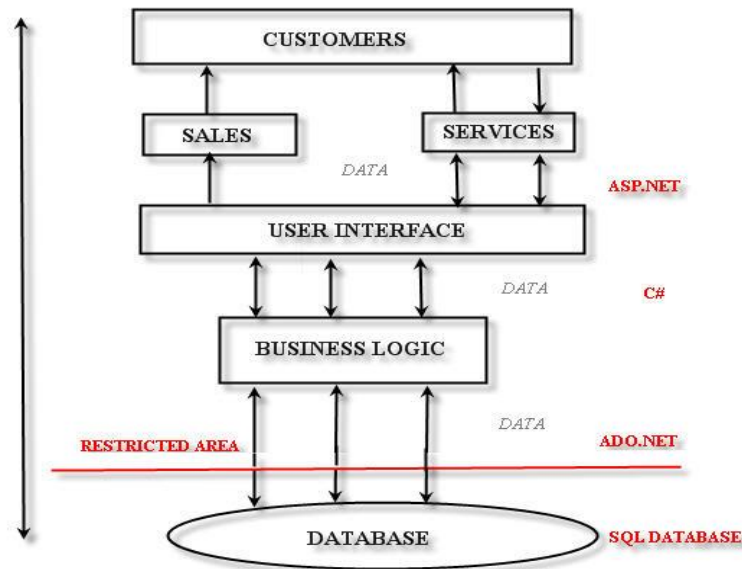 CUSTOMERS
SALES
SERVICES
DATA
ASP.NET
USER INTERFACE
DATA
C#
BUSINESS LOGIC
DATA
RESTRICTED AREA
ADO.NET
DATABASE
SQL DATABASE